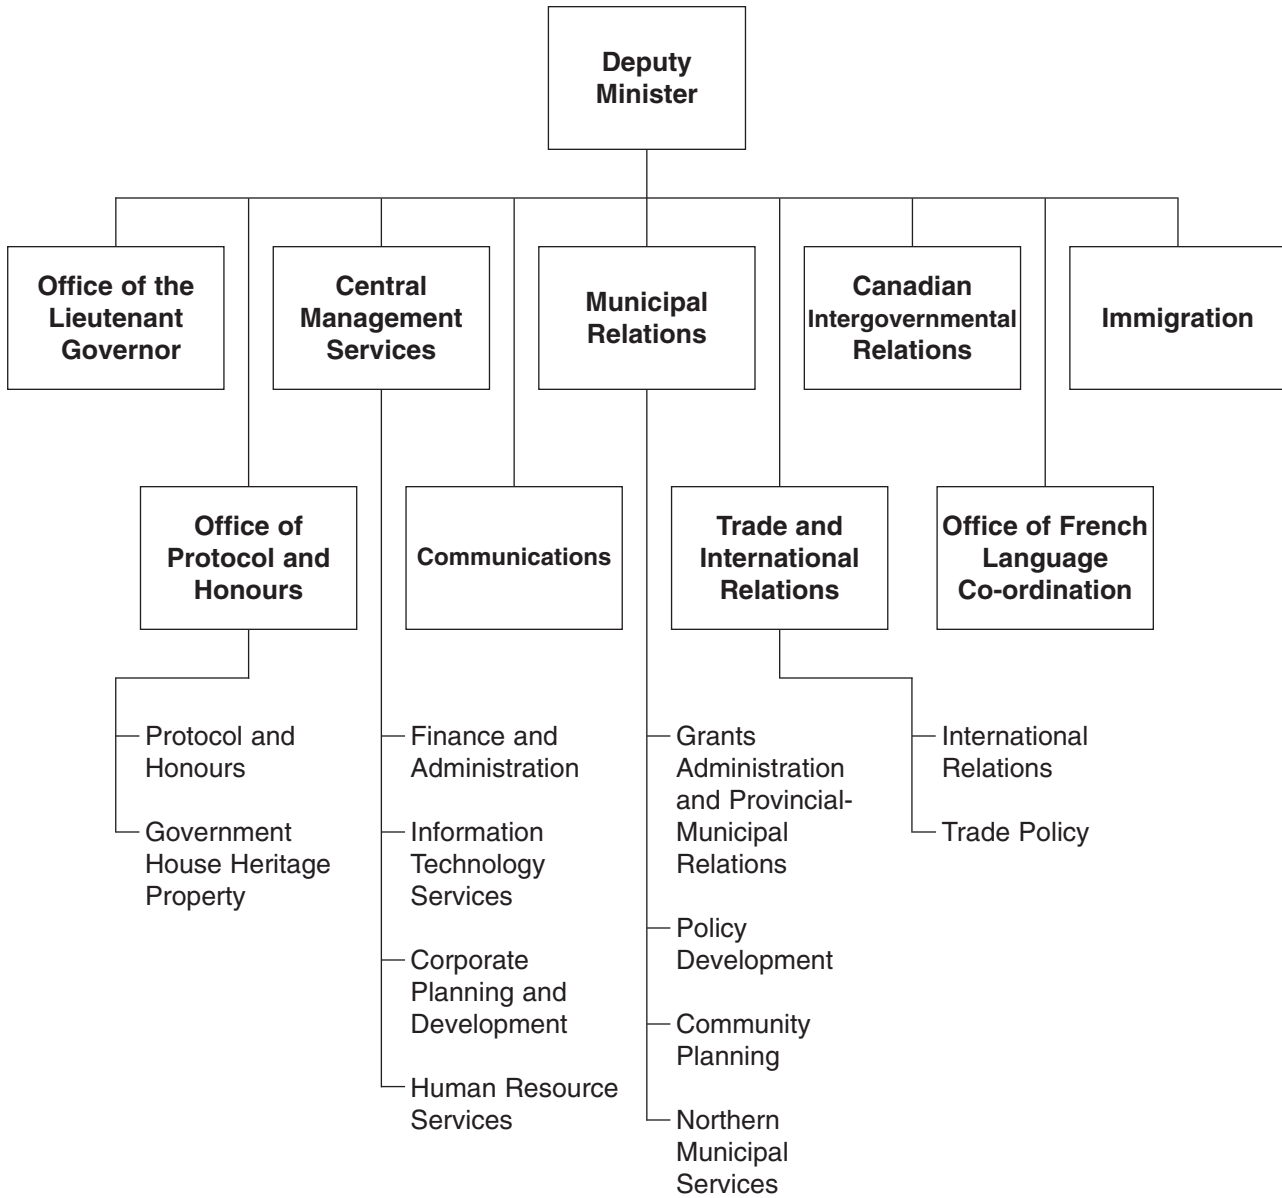 Deputy
Minister
Office of the
Lieutenant
Governor
Central
Management
Services
Municipal
Relations
Canadian
Intergovernmental
Relations
Immigration
Office of
Protocol and
Honours
Communications
Trade and
International
Relations
Office of French
Language
Co-ordination
Protocol and
Honours
Government
House Heritage
Property
Finance and
Administration
Information
Technology
Services
Corporate
Planning and
Development
Human Resource
Services
Grants
Administration
and Provincial-
Municipal
Relations
Policy
Development
Community
Planning
Northern
Municipal
Services
International
Relations
Trade Policy